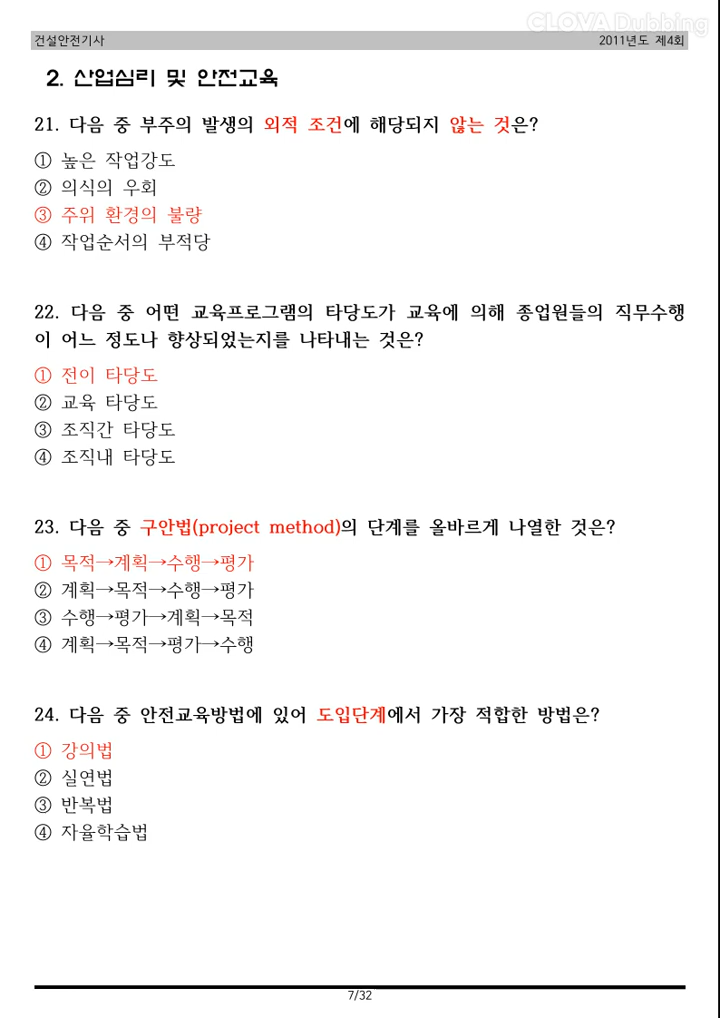 CLOVA Dubbing
건설안전기사 2011년도 제4회
2. 산업심리 및 안전교육
21. 다음 중 부주의 발생의 외적 조건에 해당되지 않는 것은?
① 높은 작업강도
② 의식의 우회
③ 주위 환경의 불량
④ 작업순서의 부적당
22. 다음 중 어떤 교육프로그램의 타당도가 교육에 의해 종업원들의 직무수행
이 어느 정도나 향상되었는지를 나타내는 것은?
① 전이 타당도
② 교육 타당도
③ 조직간 타당도
④ 조직내 타당도
23. 다음 중 구안법(project method)의 단계를 올바르게 나열한 것은?
① 목적→계획→수행→평가
② 계획→목적→수행→평가
③ 수행→평가→계획→목적
④ 계획→목적→평가→수행
24. 다음 중 안전교육방법에 있어 도입단계에서 가장 적합한 방법은?
① 강의법
② 실연법
③ 반복법
④ 자율학습법
7/32